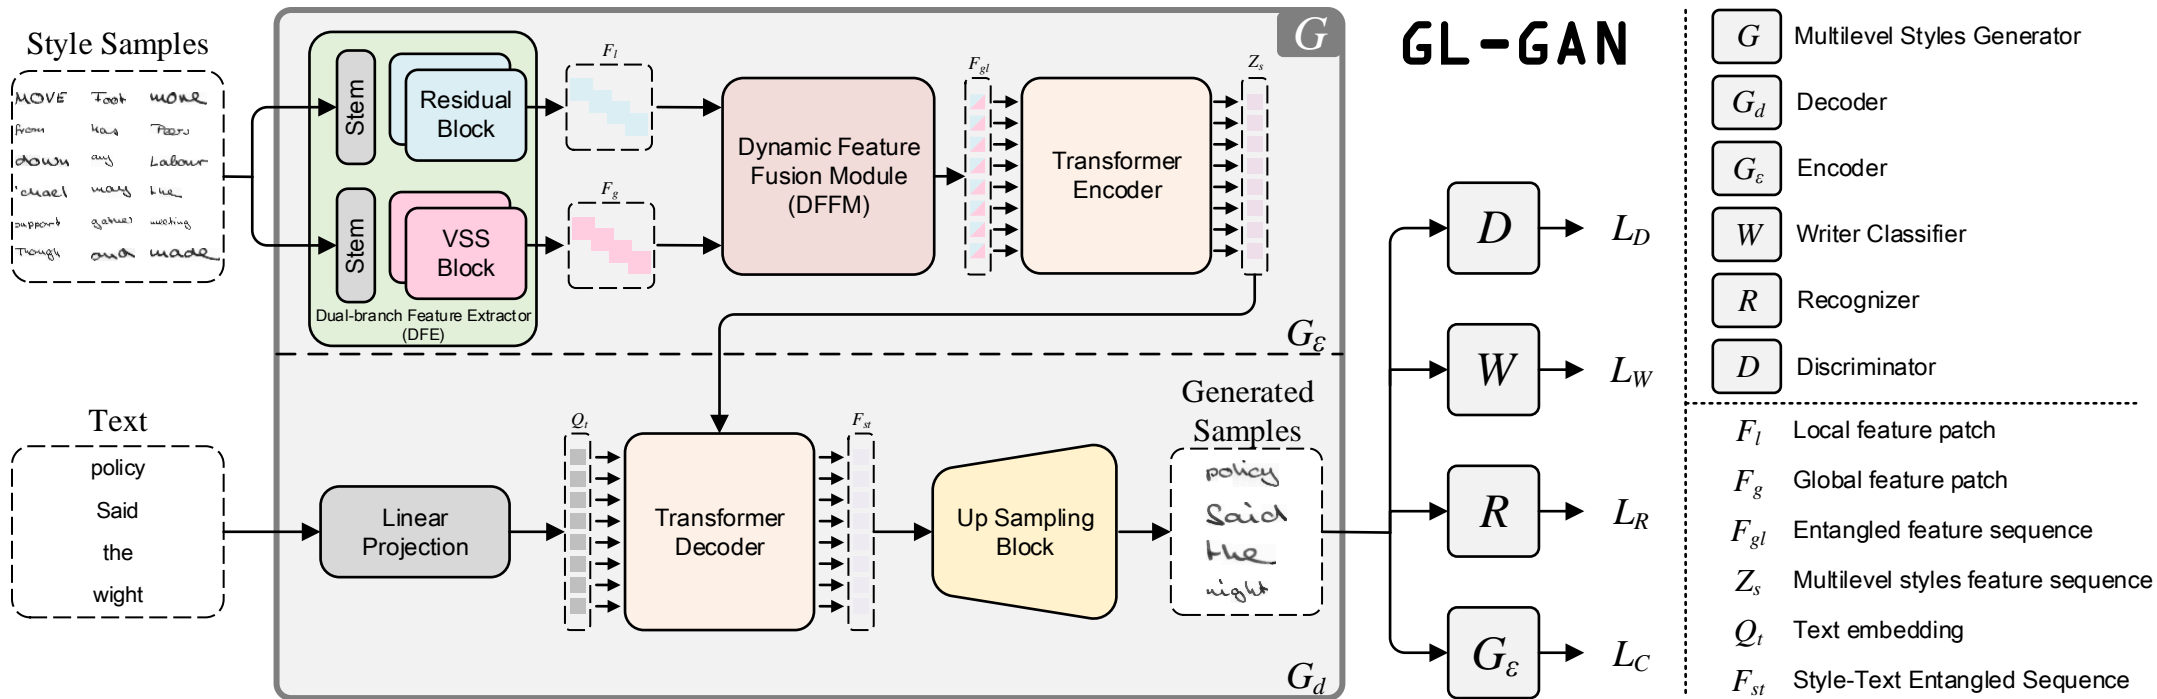 Style Samples
MOVE Foot move
from has Peers
down any Labour
'chael may the
support gather meeting
Though and made
Stem
Residual
Block
Stem
VSS
Block
Dual-branch Feature Extractor
(DFE)
F_l
F_g
Dynamic Feature
Fusion Module
(DFFM)
F_gl
Transformer
Encoder
Z_s
G
G_ε
Text
policy
Said
the
wight
Linear
Projection
Q_t
Transformer
Decoder
F_st
Up Sampling
Block
Generated
Samples
policy
Said
the
night
G_d
GL-GAN
D L_D
W L_W
R L_R
G_ε L_C
G Multilevel Styles Generator
G_d Decoder
G_ε Encoder
W Writer Classifier
R Recognizer
D Discriminator
F_l Local feature patch
F_g Global feature patch
F_gl Entangled feature sequence
Z_s Multilevel styles feature sequence
Q_t Text embedding
F_st Style-Text Entangled Sequence